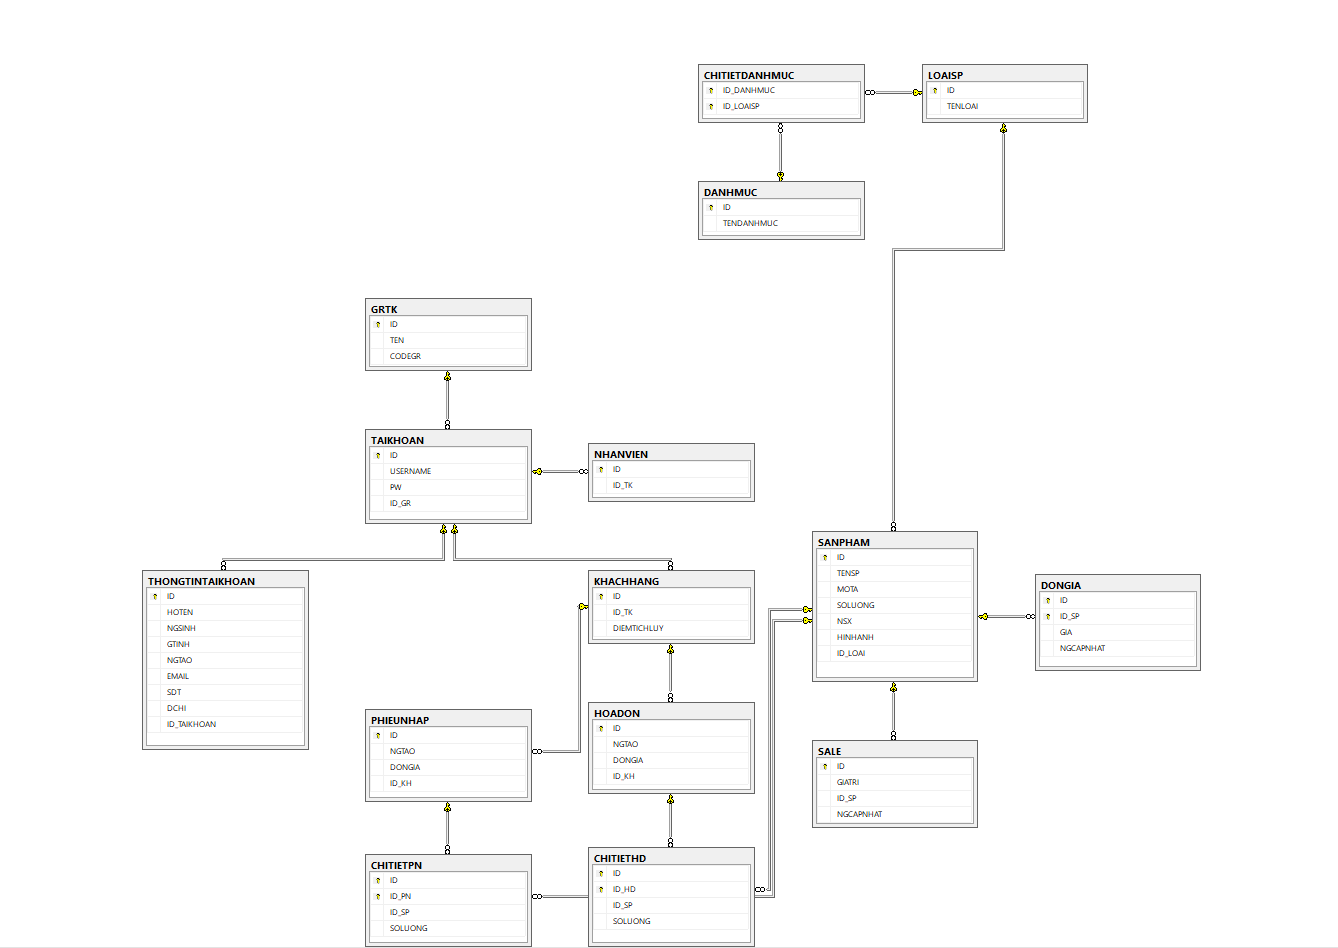 CHITIETDANHMUC
ID_DANHMUC
ID_LOAISP
LOAISP
ID
TENLOAI
DANHMUC
ID
TENDANHMUC
GRTK
ID
TEN
CODEGR
TAIKHOAN
ID
USERNAME
PW
ID_GR
NHANVIEN
ID
ID_TK
THONGTINTAIKHOAN
ID
HOTEN
NGSINH
GTINH
NGTAO
EMAIL
SDT
DCHI
ID_TAIKHOAN
KHACHHANG
ID
ID_TK
DIEMTICHLUY
SANPHAM
ID
TENSP
MOTA
SOLUONG
NSX
HINHANH
ID_LOAI
DONGIA
ID
ID_SP
GIA
NGCAPNHAT
PHIEUNHAP
ID
NGTAO
DONGIA
ID_KH
HOADON
ID
NGTAO
DONGIA
ID_KH
SALE
ID
GIATRI
ID_SP
NGCAPNHAT
CHITIETPN
ID
ID_PN
ID_SP
SOLUONG
CHITIETHD
ID
ID_HD
ID_SP
SOLUONG